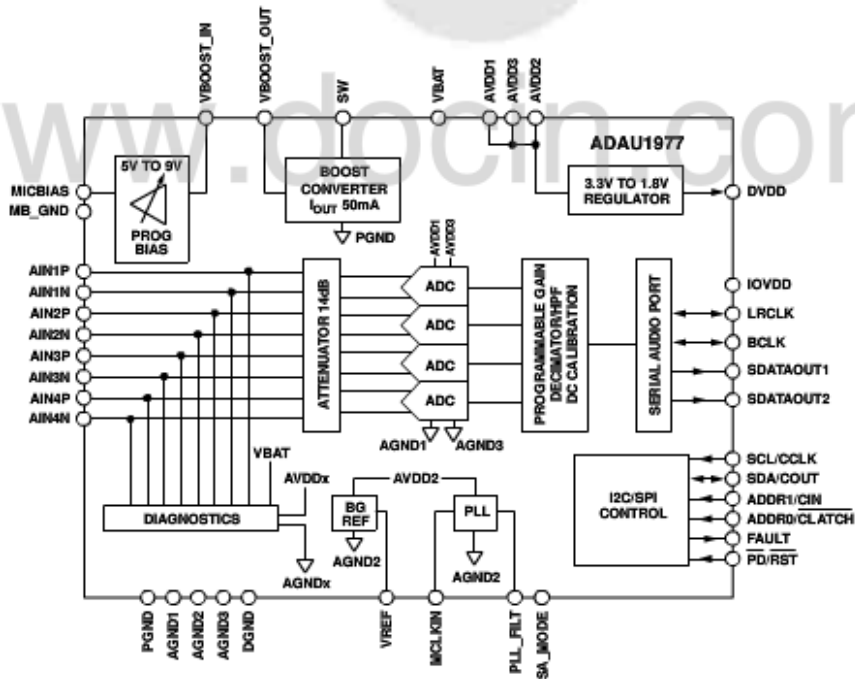 VBOOST_IN
VBOOST_OUT
SW
VBAT
AVDD1
AVDD3
AVDD2
www.docin.com
ADAU1977
5V TO 9V
PROG
BIAS
MICBIAS
MB_GND
BOOST
CONVERTER
IOUT 50mA
PGND
3.3V TO 1.8V
REGULATOR
DVDD
AIN1P
AIN1N
AIN2P
AIN2N
AIN3P
AIN3N
AIN4P
AIN4N
ATTENUATOR 14dB
AVDD1
AVDD3
ADC
ADC
ADC
ADC
AGND1
AGND3
PROGRAMMABLE GAIN
DECIMATOR/HPF
DC CALIBRATION
SERIAL AUDIO PORT
IOVDD
LRCLK
BCLK
SDATAOUT1
SDATAOUT2
VBAT
AVDDx
DIAGNOSTICS
AGNDx
AVDD2
BG
REF
AGND2
PLL
AGND2
I2C/SPI
CONTROL
SCL/CCLK
SDA/COUT
ADDR1/CIN
ADDR0/CLATCH
FAULT
PD/RST
PGND
AGND1
AGND2
AGND3
DGND
VREF
MCLKIN
PLL_FILT
SA_MODE